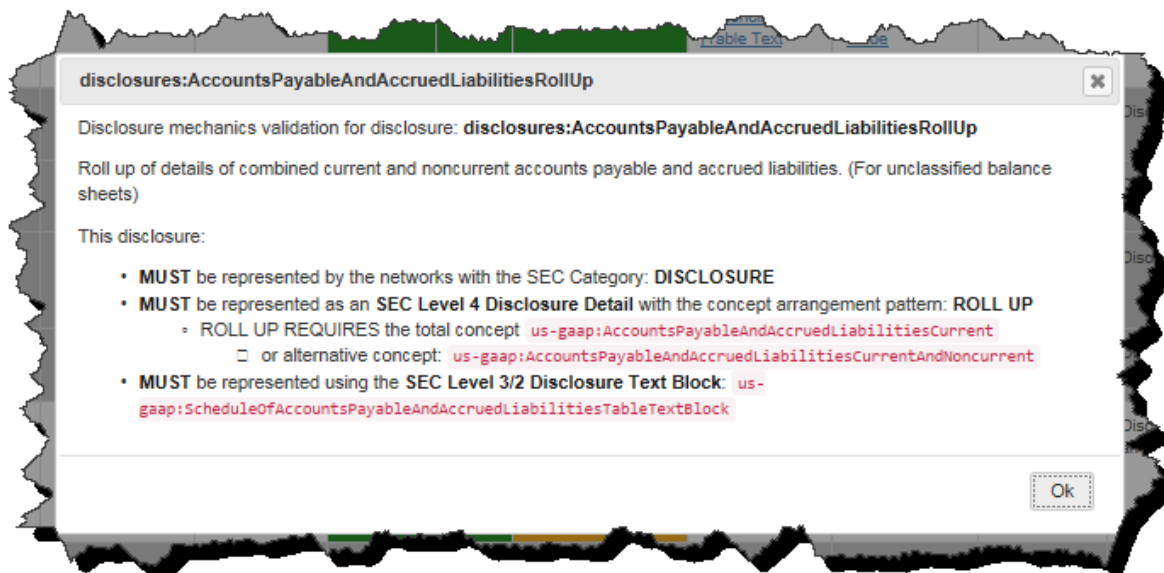 Table Text
disclosures:AccountsPayableAndAccruedLiabilitiesRollUp
Disclosure mechanics validation for disclosure: disclosures:AccountsPayableAndAccruedLiabilitiesRollUp
Roll up of details of combined current and noncurrent accounts payable and accrued liabilities. (For unclassified balance
sheets)
This disclosure:
• MUST be represented by the networks with the SEC Category: DISCLOSURE
• MUST be represented as an SEC Level 4 Disclosure Detail with the concept arrangement pattern: ROLL UP
◦ ROLL UP REQUIRES the total concept us-gaap:AccountsPayableAndAccruedLiabilitiesCurrent
□ or alternative concept: us-gaap:AccountsPayableAndAccruedLiabilitiesCurrentAndNoncurrent
• MUST be represented using the SEC Level 3/2 Disclosure Text Block: us-
gaap:ScheduleOfAccountsPayableAndAccruedLiabilitiesTableTextBlock
Ok